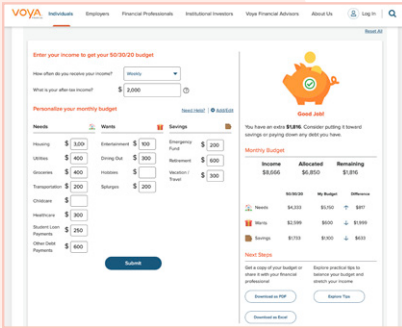 VOYA
Individuals
Employers
Financial Professionals
Institutional Investors
Voya Financial Advisors
About Us
Log In
Reset All
Enter your income to get your 50/30/20 budget
How often do you receive your income?
Weekly
What is your after-tax income?
$ 2,000
Personalize your monthly budget
Need Help?
Add/Edit
Needs
Wants
Savings
Housing $
Entertainment $ 100
Emergency Fund $ 200
Utilities $ 400
Dining Out $ 300
Retirement $ 600
Groceries $ 400
Hobbies $
Vacation / Travel $ 300
Transportation $ 200
Splurges $ 200
Childcare $
Healthcare $ 300
Student Loan Payments $ 250
Other Debt Payments $ 600
Submit
Good Job!
You have an extra $1,816. Consider putting it toward
savings or paying down any debt you have.
Monthly Budget
Income Allocated Remaining
$8,666 $6,850 $1,816
50/30/20 My Budget Difference
Needs $4,333 $5,150 $817
Wants $2,599 $600 $1,999
Savings $1,733 $1,100 $633
Next Steps
Get a copy of your budget or
share it with your financial
professional
Explore practical tips to
balance your budget and
stretch your income
Download as PDF
Explore Tips
Download as Excel